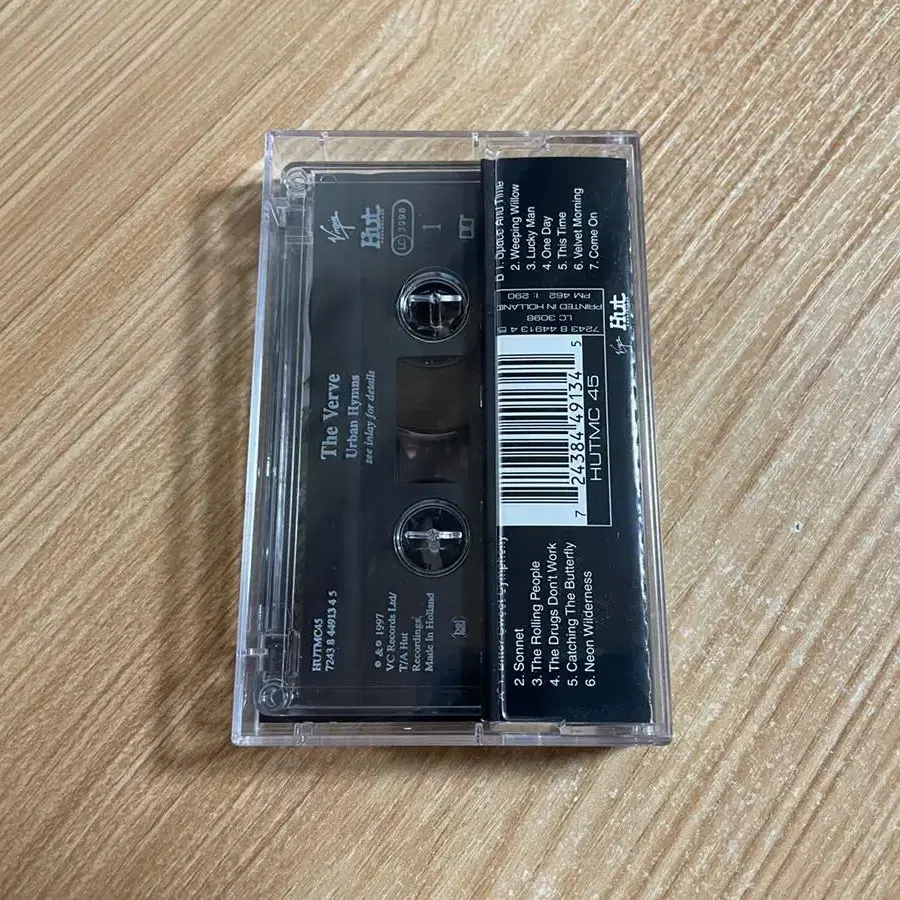 The Verve
Urban Hymns
see inlay for details
HUTMC45
7243 8 44913 4 5
℗ & © 1997
VC Records Ltd/
T/A Hut
Recordings
Made In Holland
Virgin
Hut
LC 3098
1
2. Sonnet
3. The Rolling People
4. The Drugs Don't Work
5. Catching The Butterfly
6. Neon Wilderness
7 24384 49134 5
HUTMC 45
7243 8 44913 4 5
LC 3098
PRINTED IN HOLLAND
PM 462 I: 290
B 1. Space And Time
2. Weeping Willow
3. Lucky Man
4. One Day
5. This Time
6. Velvet Morning
7. Come On
Virgin
Hut